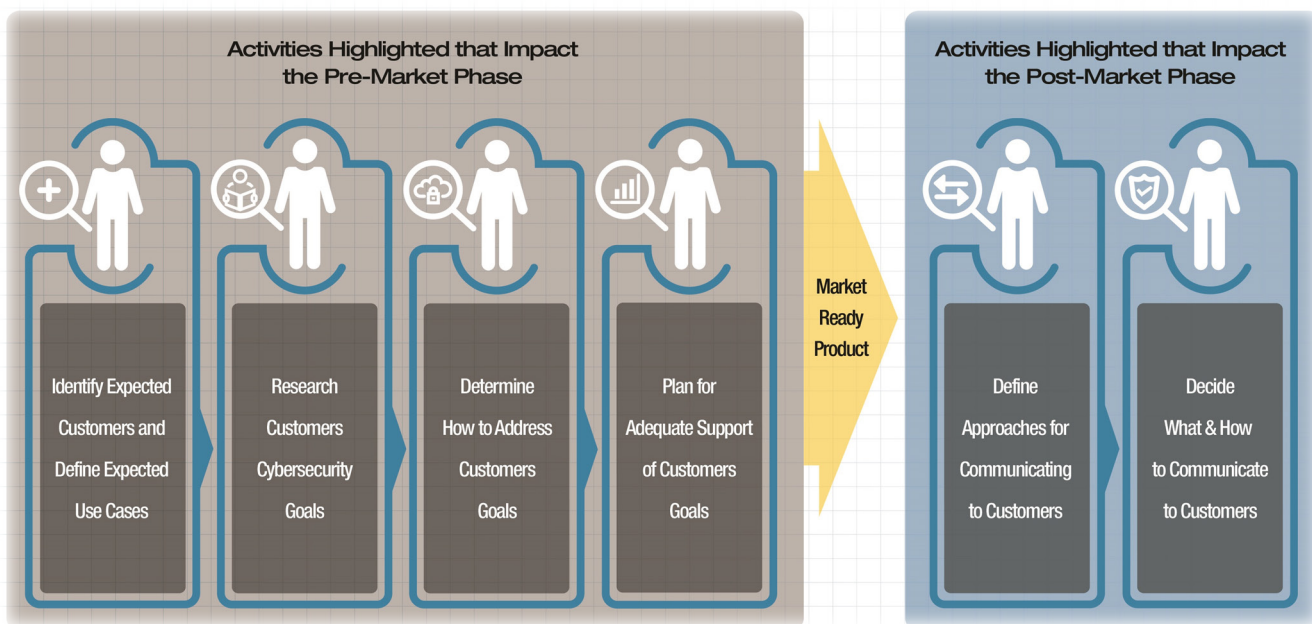 Activities Highlighted that Impact
the Pre-Market Phase
Identify Expected
Customers and
Define Expected
Use Cases
Research
Customers
Cybersecurity
Goals
Determine
How to Address
Customers
Goals
Plan for
Adequate Support
of Customers
Goals
Market
Ready
Product
Activities Highlighted that Impact
the Post-Market Phase
Define
Approaches for
Communicating
to Customers
Decide
What & How
to Communicate
to Customers